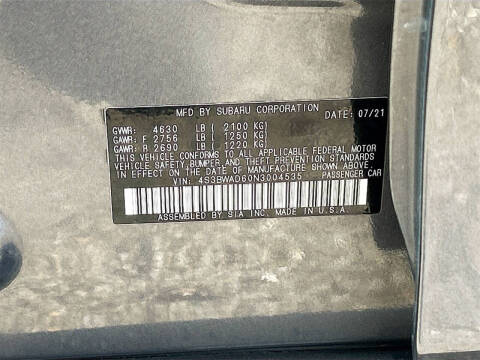 MFD BY SUBARU CORPORATION DATE: 07/21
GVWR: 4630 LB ( 2100 KG)
GAWR: F 2756 LB ( 1250 KG)
GAWR: R 2690 LB ( 1220 KG)
THIS VEHICLE CONFORMS TO ALL APPLICABLE FEDERAL MOTOR
VEHICLE SAFETY, BUMPER, AND THEFT PREVENTION STANDARDS
IN EFFECT ON THE DATE OF MANUFACTURE SHOWN ABOVE.
VIN: 4S3BWAD60N3004535 PASSENGER CAR
ASSEMBLED BY SIA INC. MADE IN U.S.A.